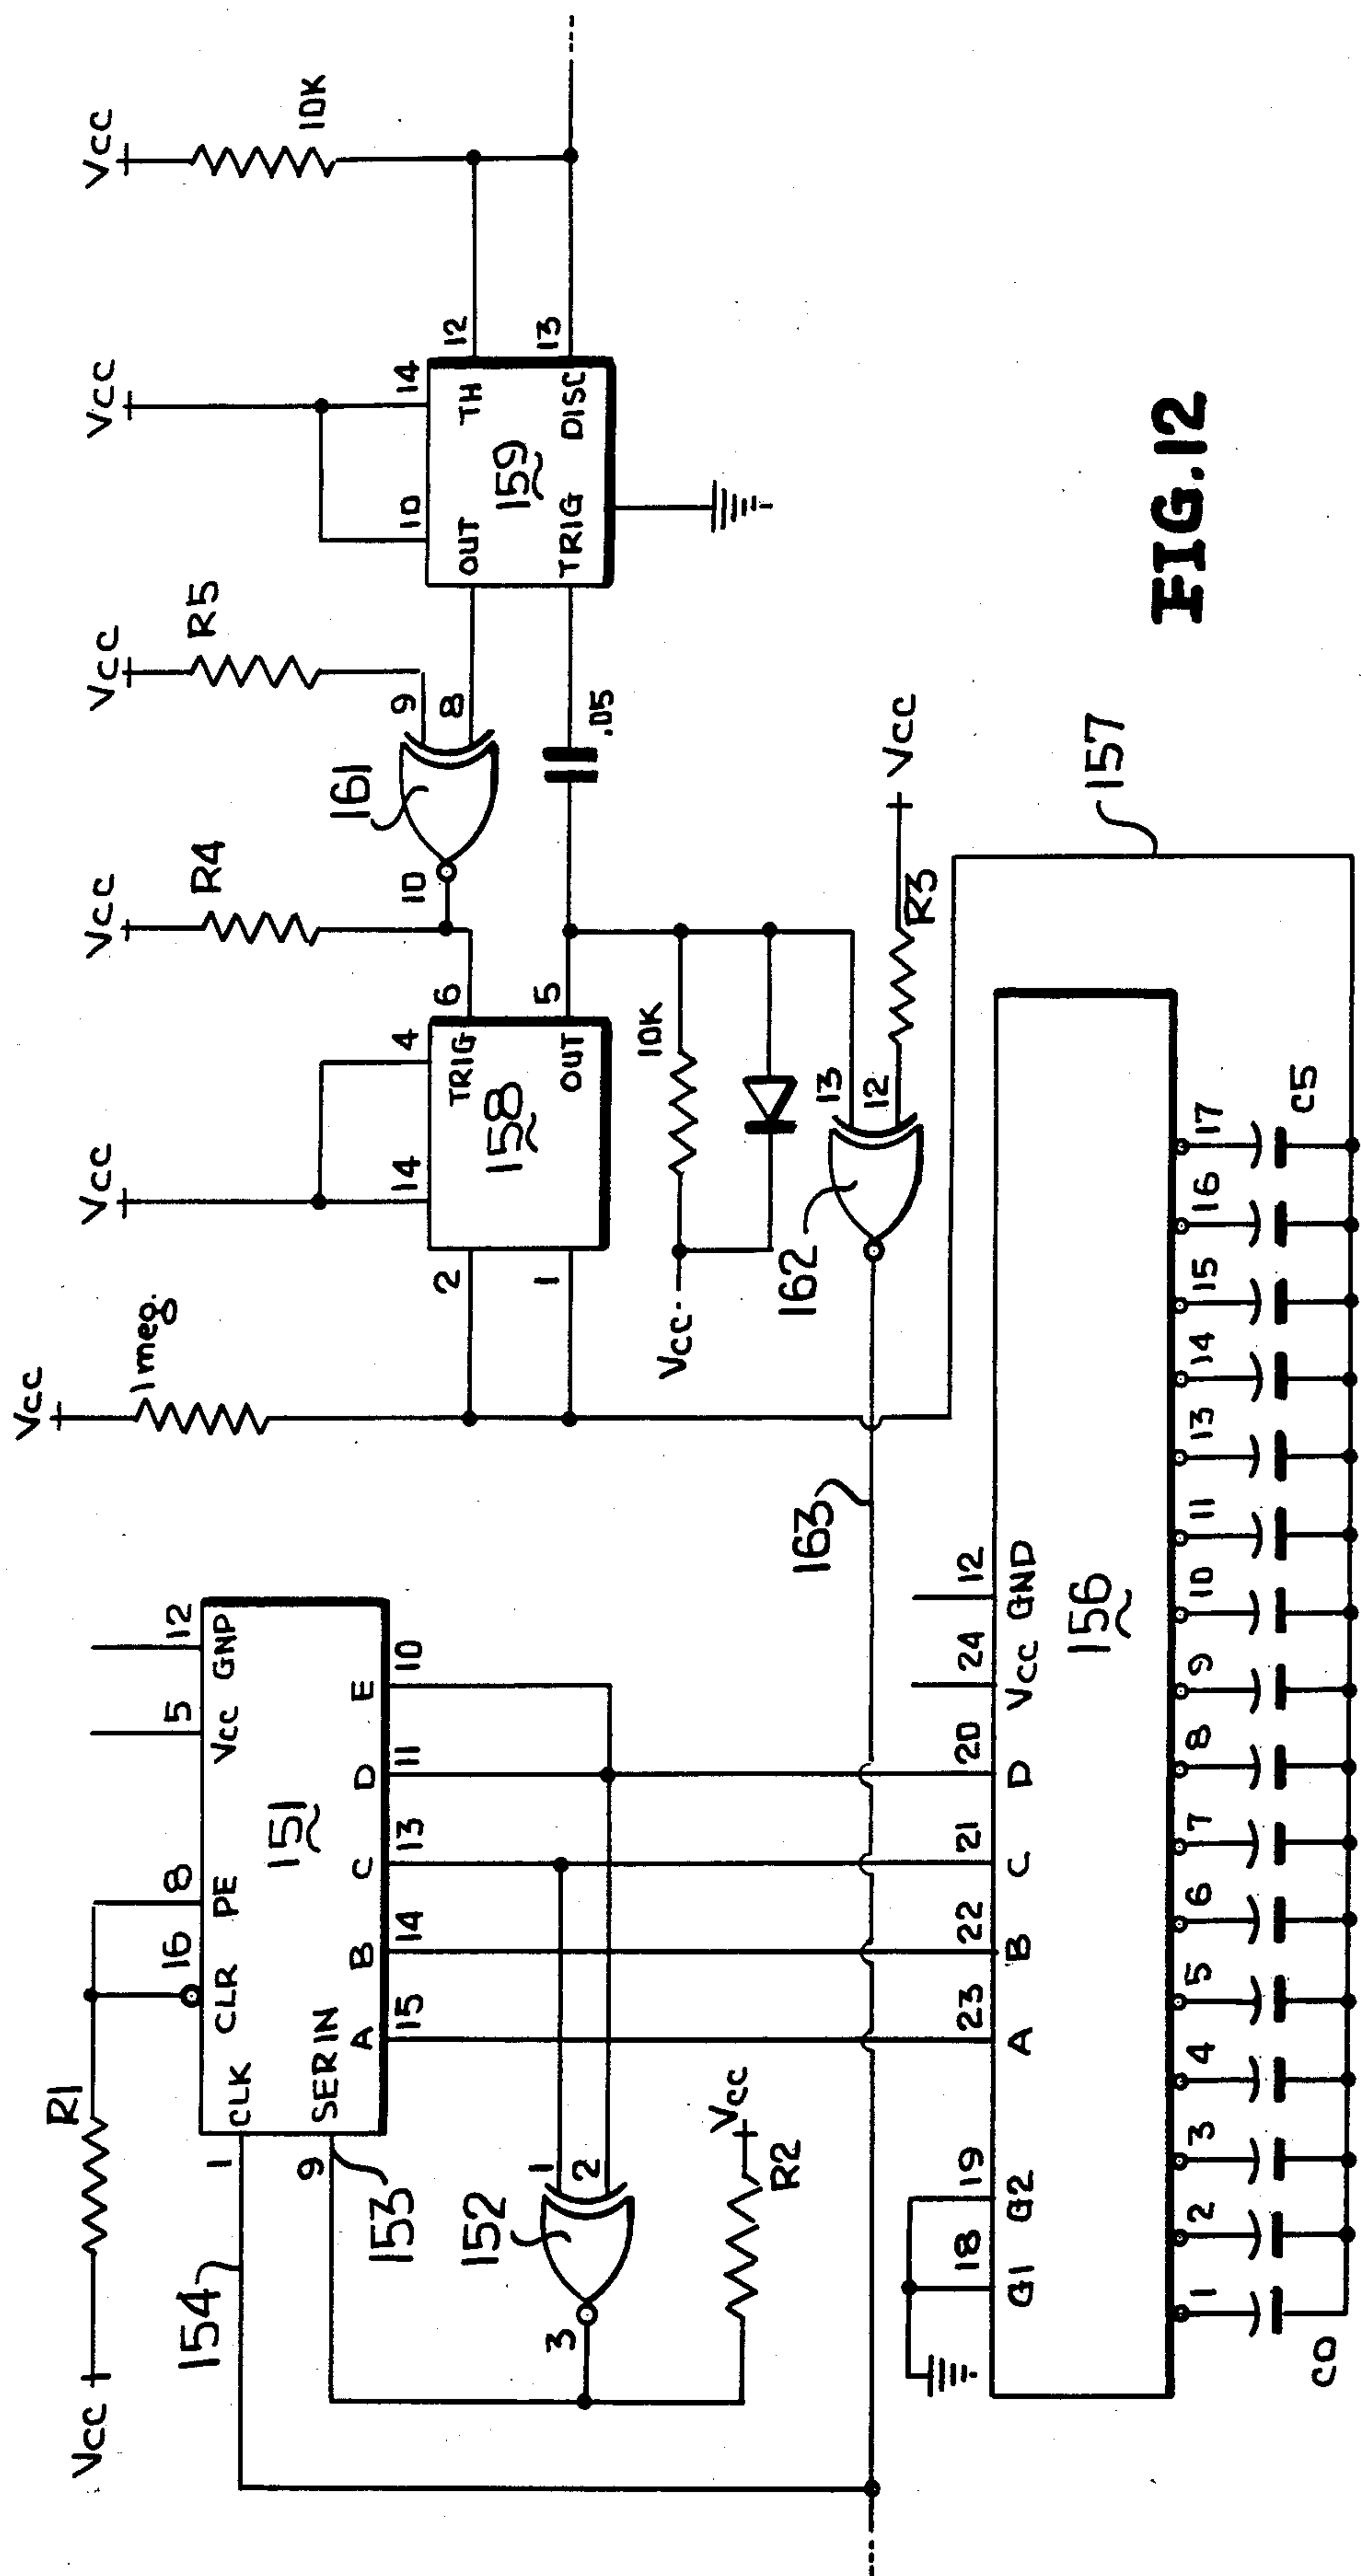 Vcc
R1
154
1
CLK
16
CLR
8
PE
5
Vcc
12
GNP
151
9
SER IN
153
A
15
B
14
C
13
D
11
E
10
152
1
2
3
R2
Vcc
Vcc
1 meg.
2
1
Vcc
14
4
TRIG
6
158
OUT
5
Vcc
R4
10
161
Vcc
R5
9
8
.05
Vcc
10
14
OUT
TH
12
159
TRIG
DISC
13
Vcc
10K
10K
Vcc
13
12
162
R3
Vcc
163
157
18
G1
19
G2
23
A
22
B
21
C
20
D
24
Vcc
12
GND
156
1
2
3
4
5
6
7
8
9
10
11
13
14
15
16
17
C0
C5
FIG.12